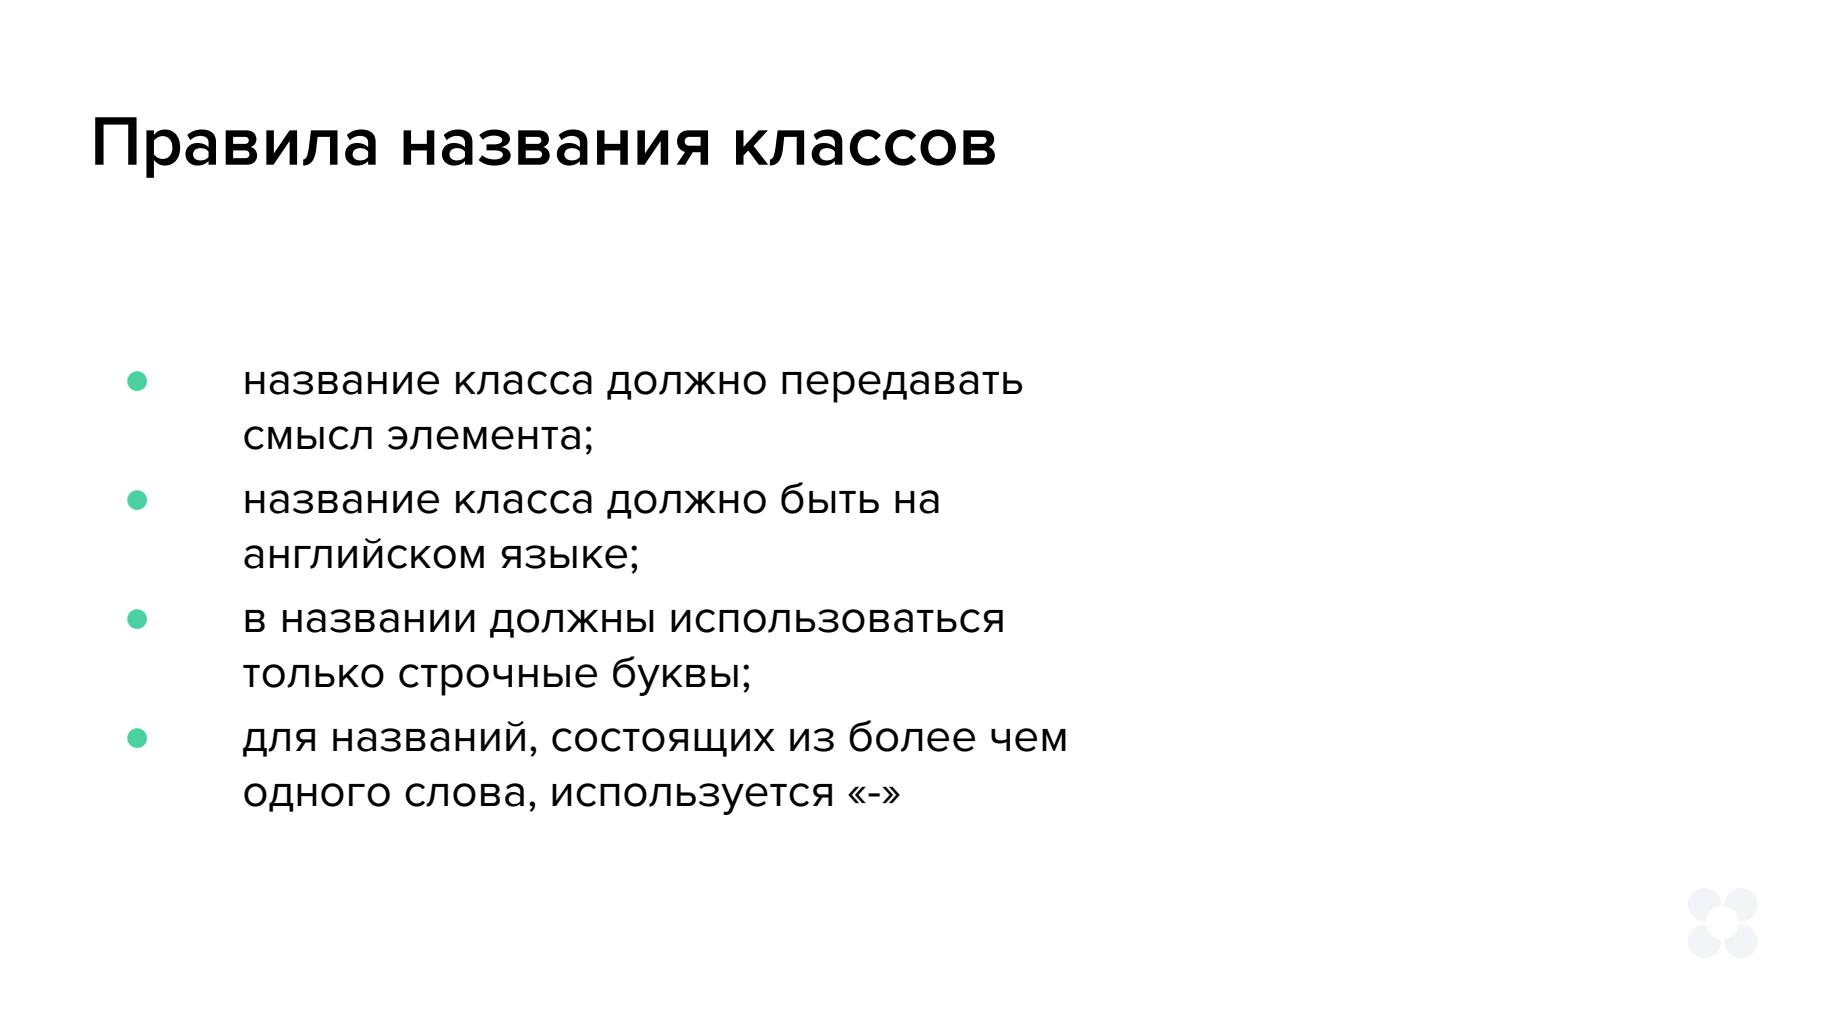 Правила названия классов
название класса должно передавать
смысл элемента;
название класса должно быть на
английском языке;
в названии должны использоваться
только строчные буквы;
для названий, состоящих из более чем
одного слова, используется «-»